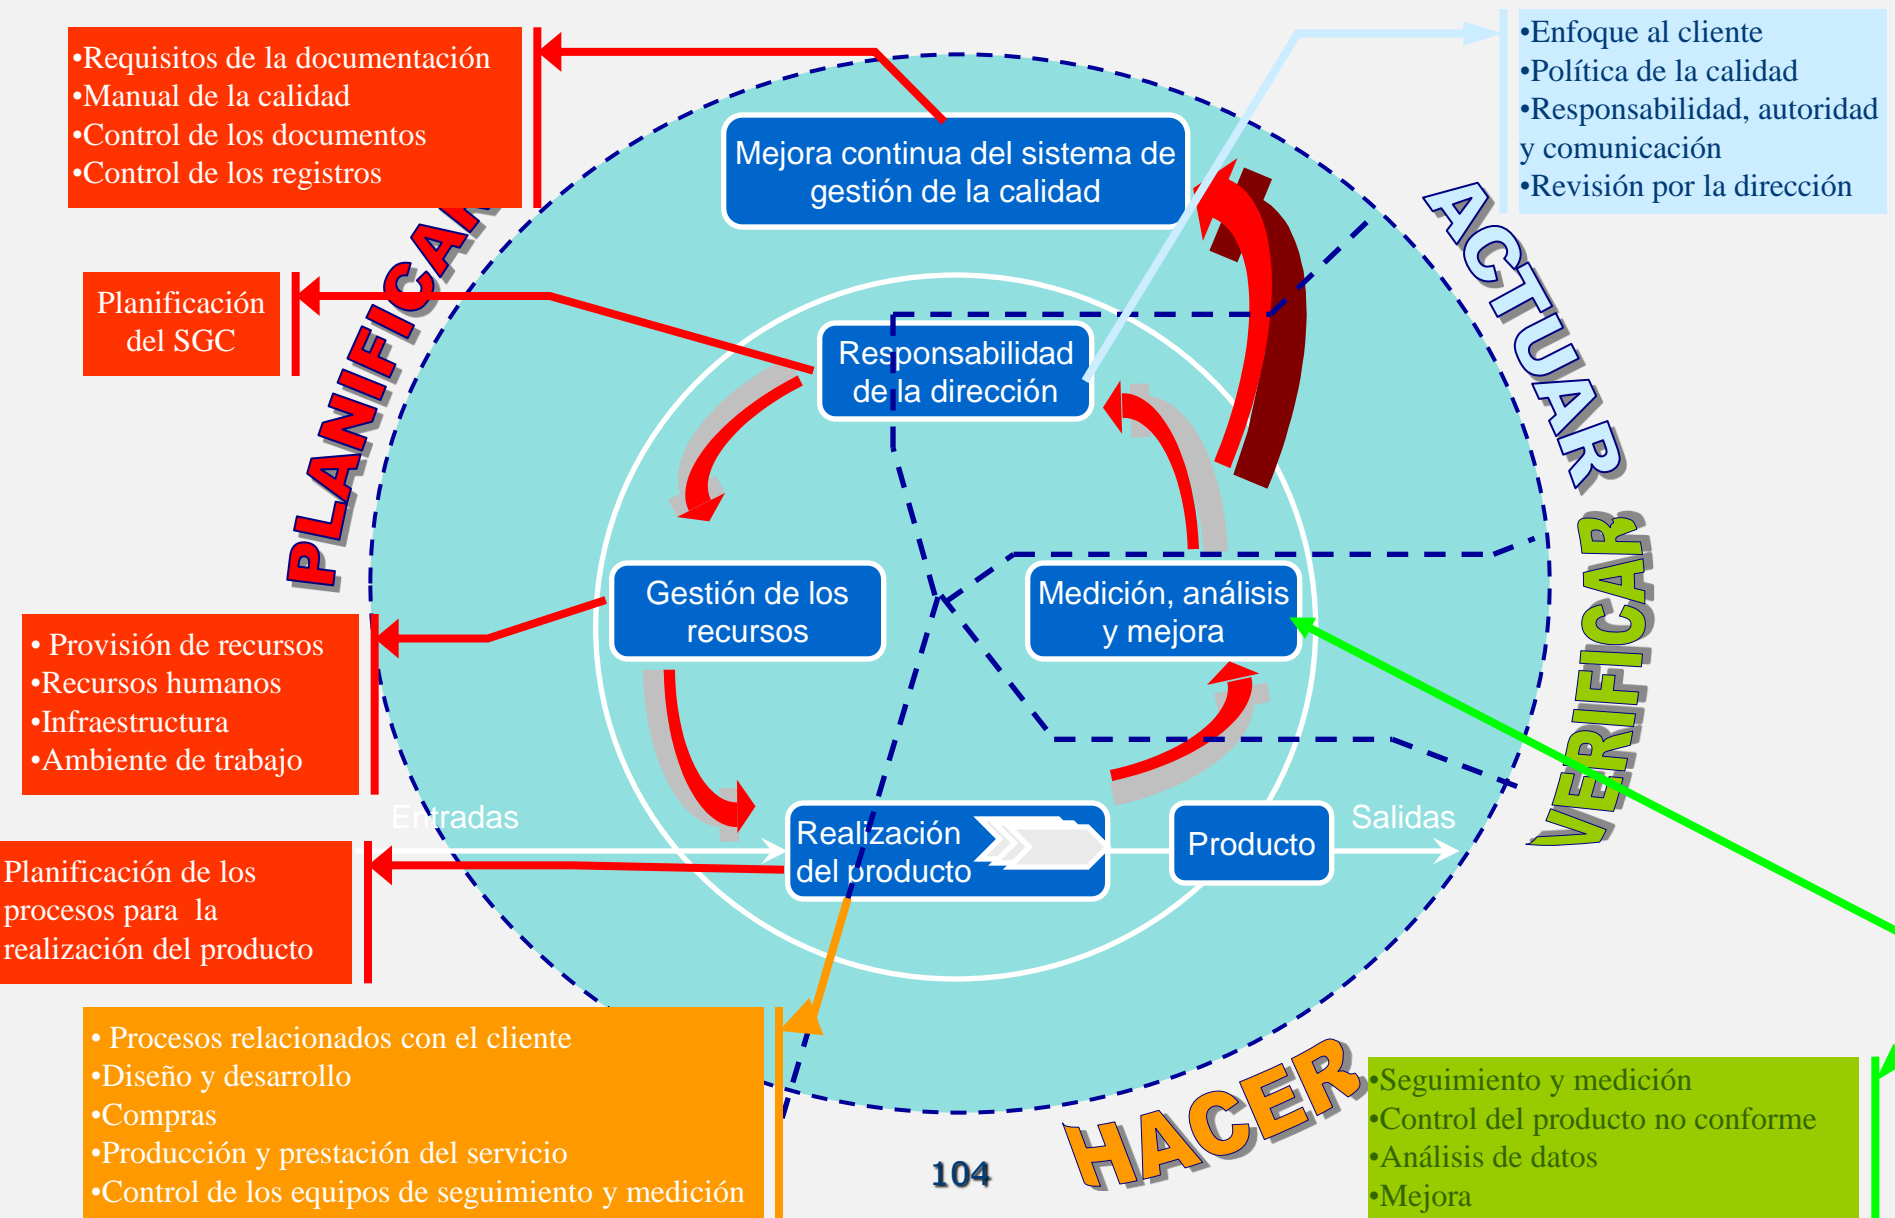 •Requisitos de la documentación
•Manual de la calidad
•Control de los documentos
•Control de los registros
•Enfoque al cliente
•Política de la calidad
•Responsabilidad, autoridad
y comunicación
•Revisión por la dirección
Mejora continua del sistema de
gestión de la calidad
PLANIFICAR
ACTUAR
Planificación
del SGC
Responsabilidad
de la dirección
Gestión de los
recursos
Medición, análisis
y mejora
VERIFICAR
• Provisión de recursos
•Recursos humanos
•Infraestructura
•Ambiente de trabajo
Entradas
Realización
del producto
Producto
Salidas
Planificación de los
procesos para la
realización del producto
• Procesos relacionados con el cliente
•Diseño y desarrollo
•Compras
•Producción y prestación del servicio
•Control de los equipos de seguimiento y medición
104
HACER
•Seguimiento y medición
•Control del producto no conforme
•Análisis de datos
•Mejora